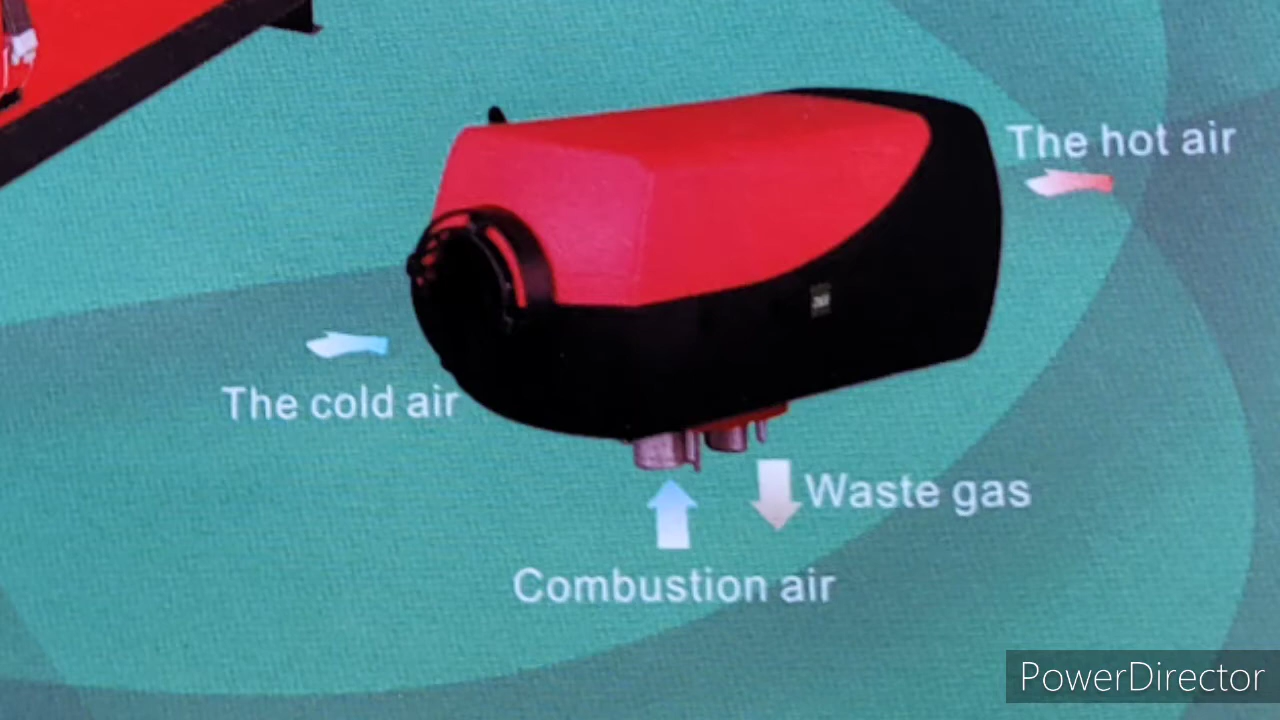 The hot air
The cold air
Waste gas
Combustion air
PowerDirector